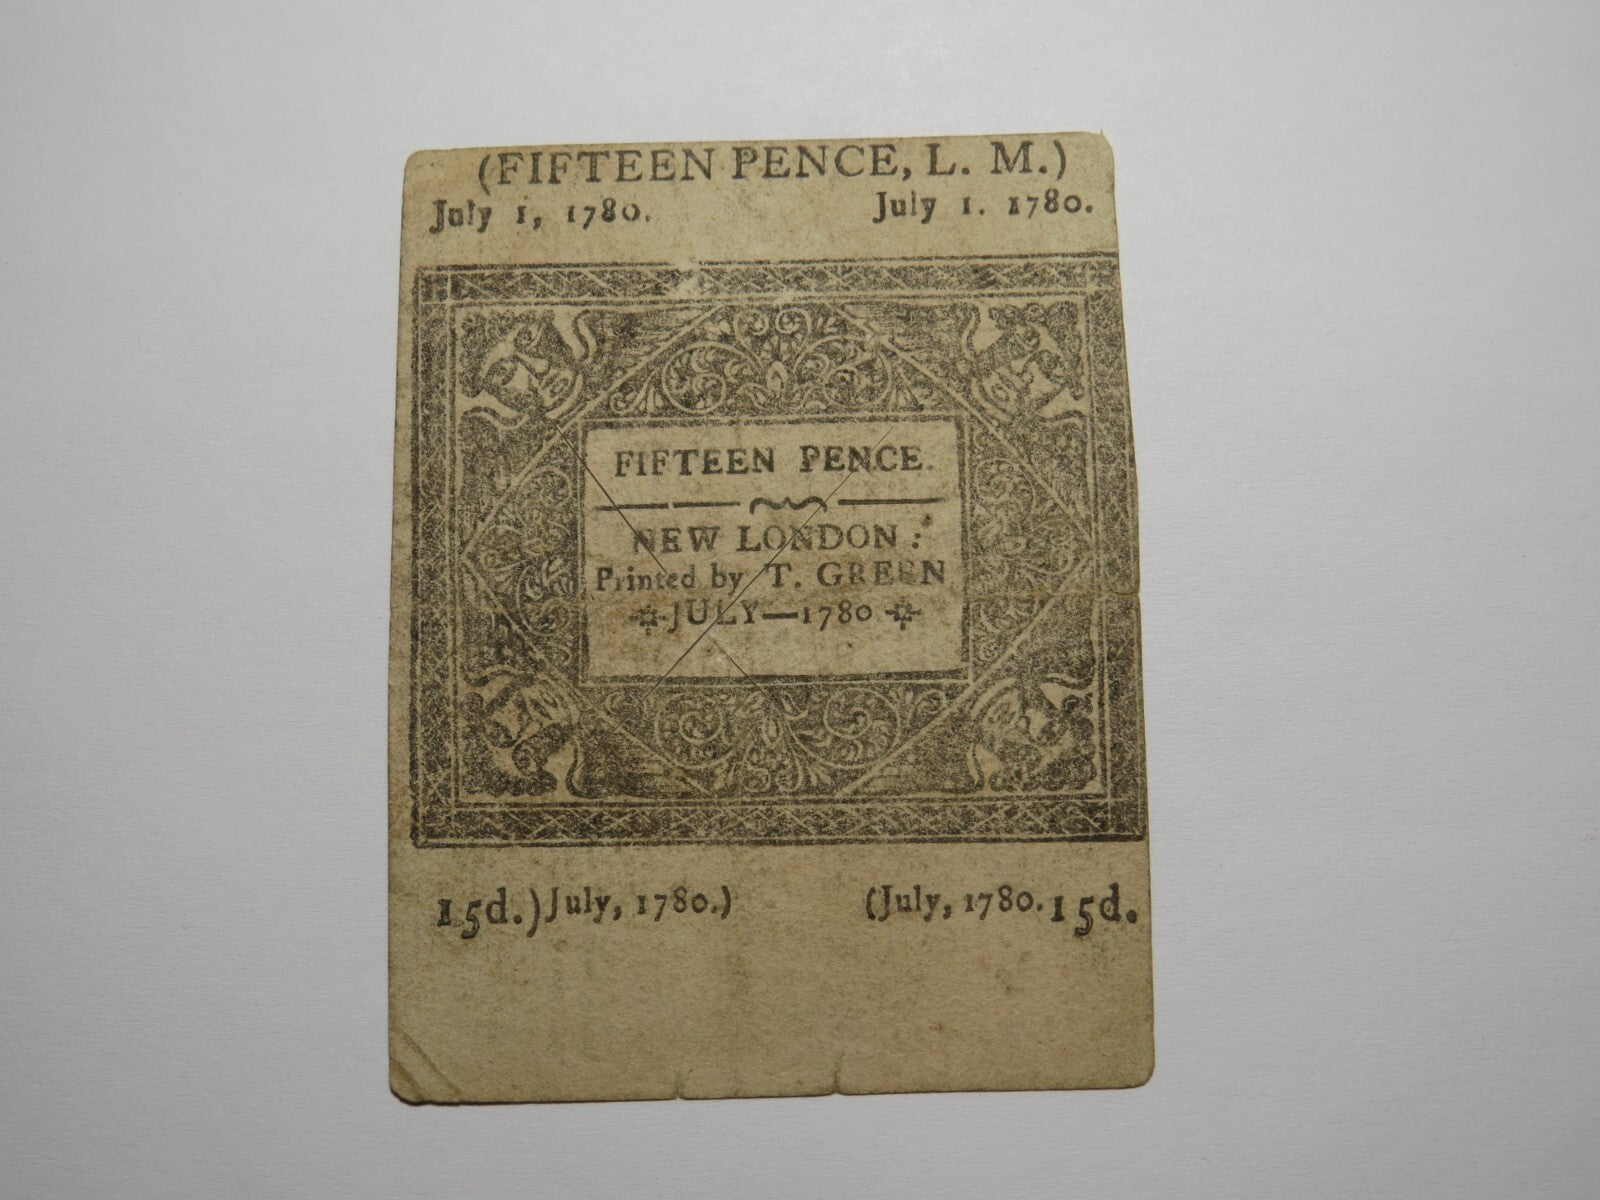 (FIFTEEN PENCE, L. M.)
July 1, 1780. July 1. 1780.
FIFTEEN PENCE.
NEW LONDON:
Printed by T. GREEN
JULY—1780
15d.) July, 1780.) (July, 1780. 15d.